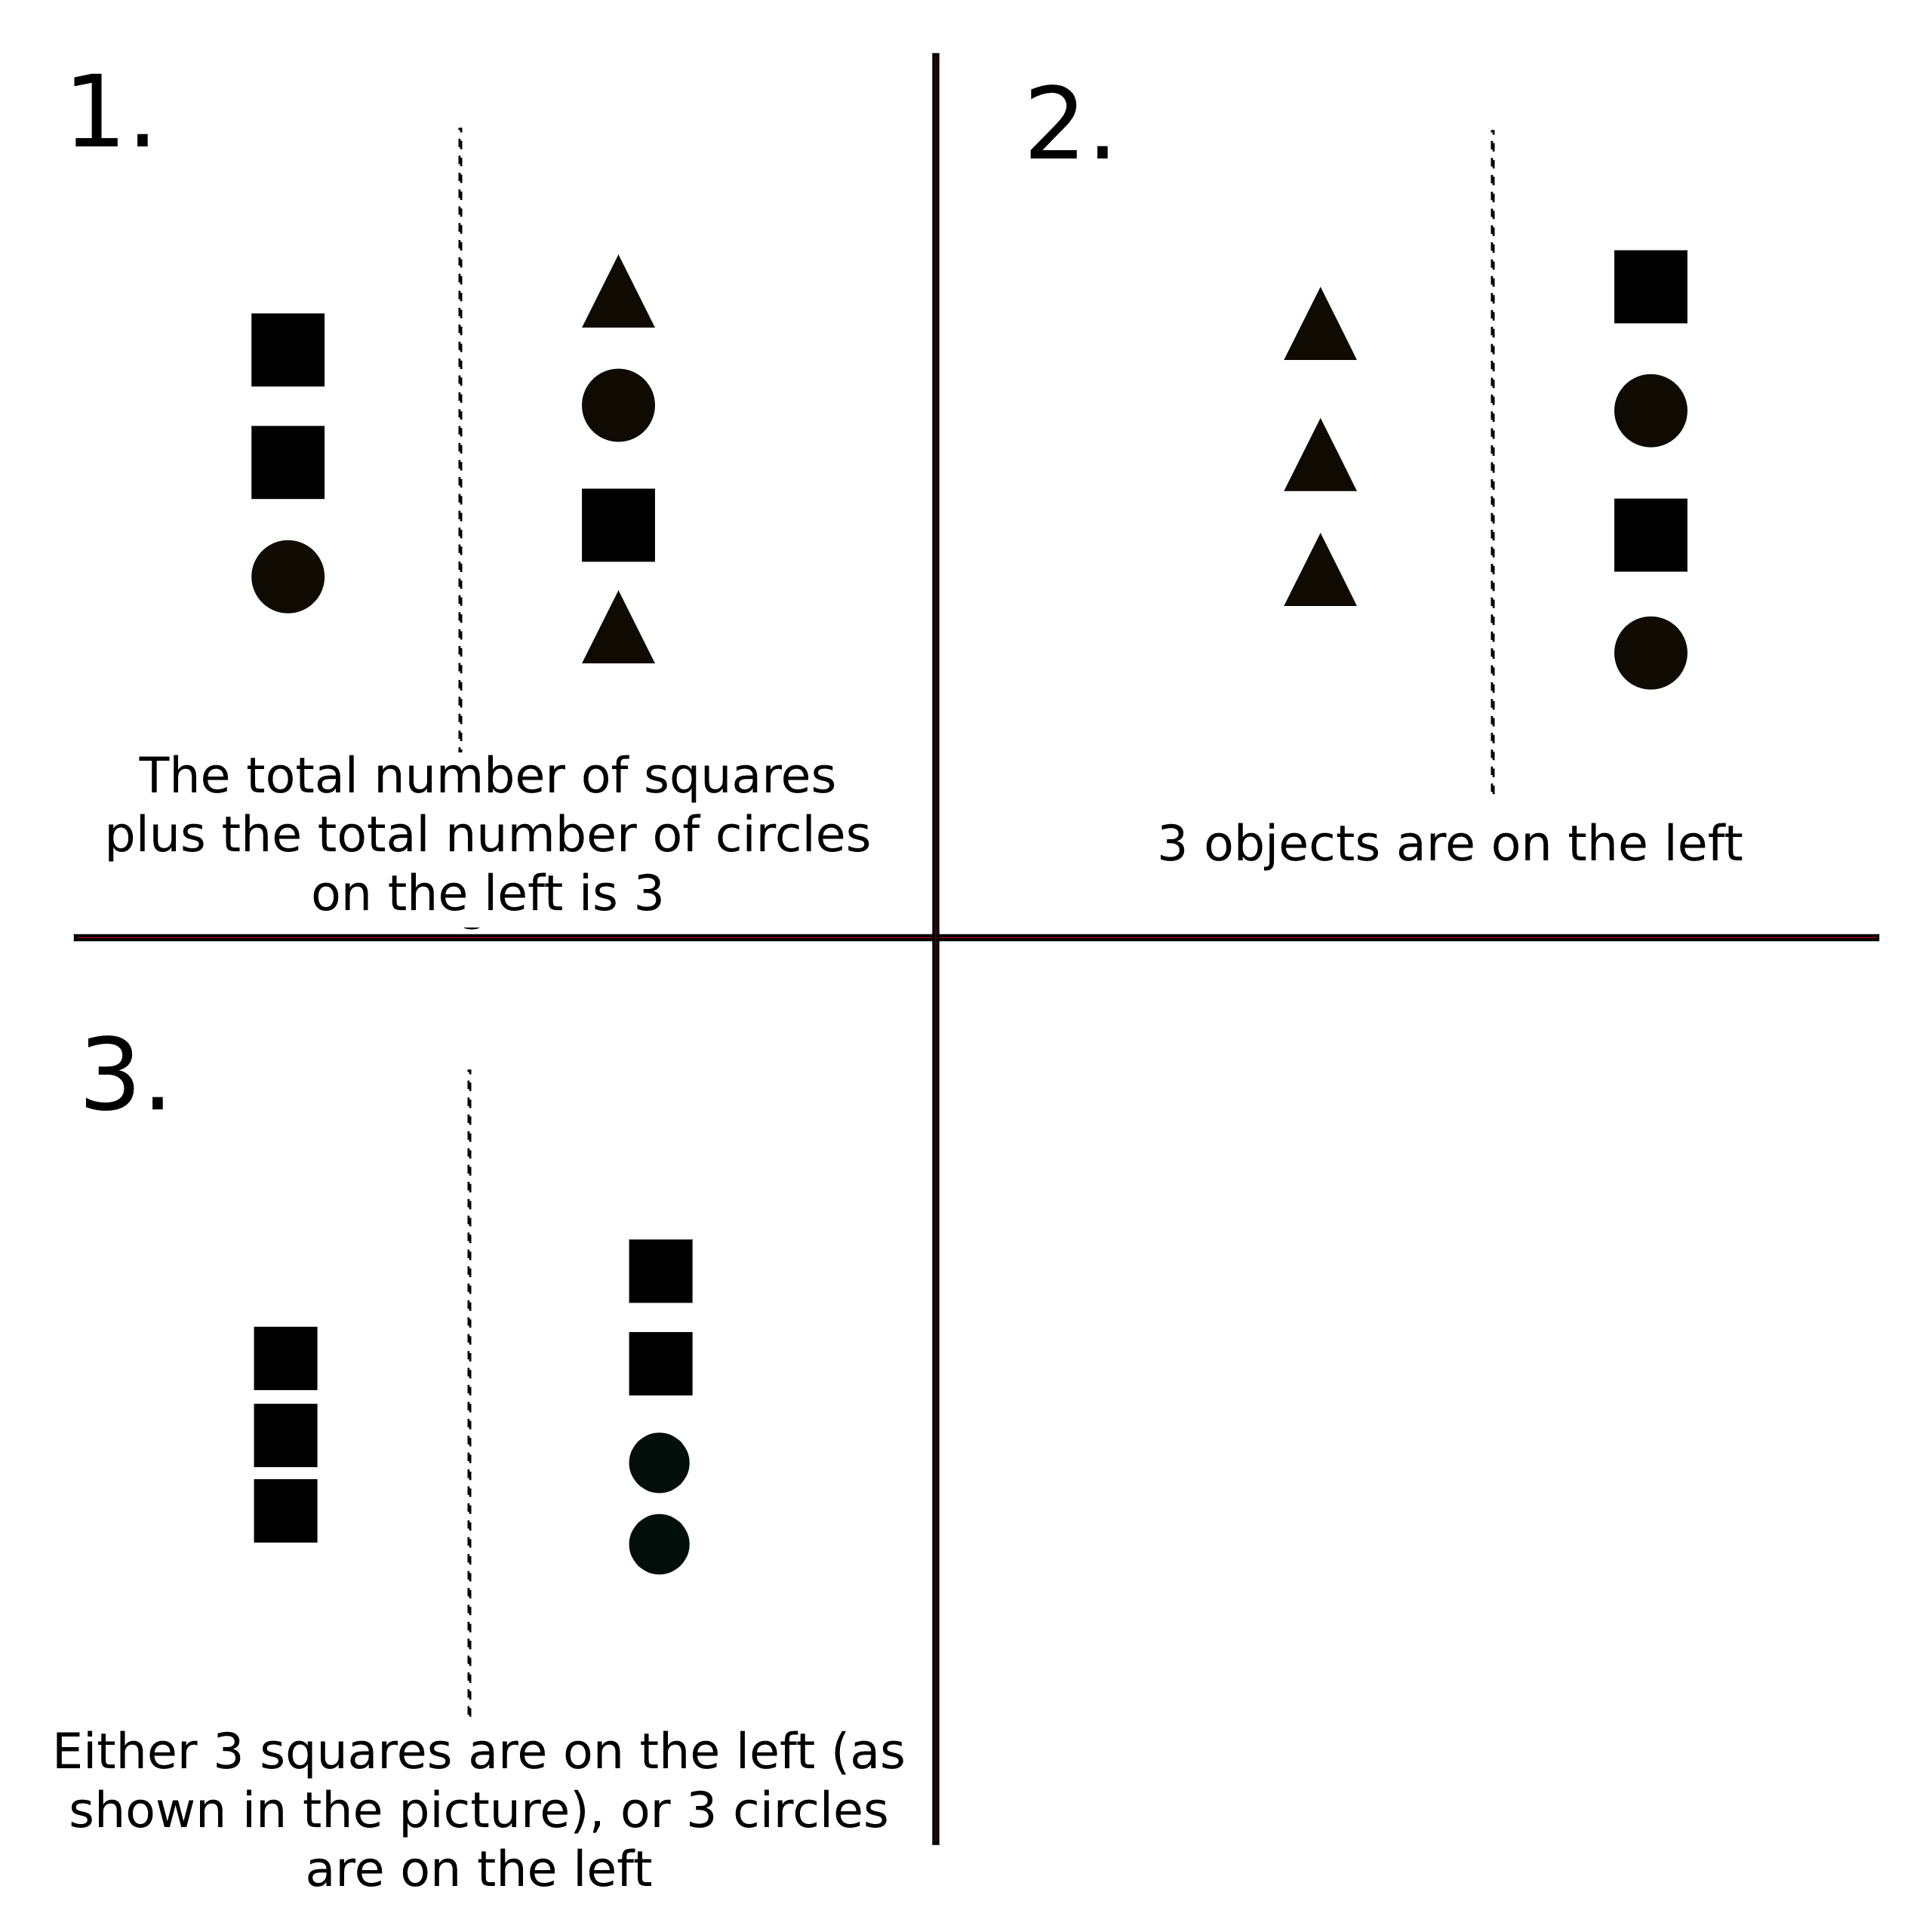 1.
The total number of squares
plus the total number of circles
on the left is 3
2.
3 objects are on the left
3.
Either 3 squares are on the left (as
shown in the picture), or 3 circles
are on the left